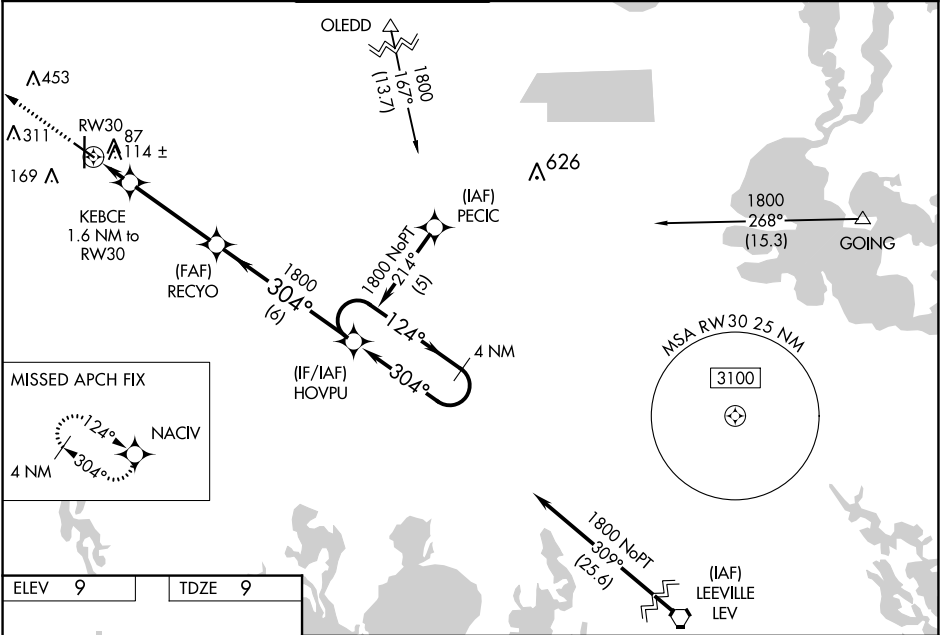 OLEDD
1800
167°
(13.7)
453
311
RW30
87
114 ±
169
KEBCE
1.6 NM to
RW30
626
(IAF)
PECIC
1800
268°
(15.3)
GOING
(FAF)
RECYO
1800
304°
(6)
1800 NoPT
214°
(5)
124°
304°
4 NM
(IF/IAF)
HOVPU
MSA RW30 25 NM
3100
MISSED APCH FIX
124°
304°
4 NM
NACIV
1800 NoPT
309°
(25.6)
(IAF)
LEEVILLE
LEV
ELEV 9
TDZE 9